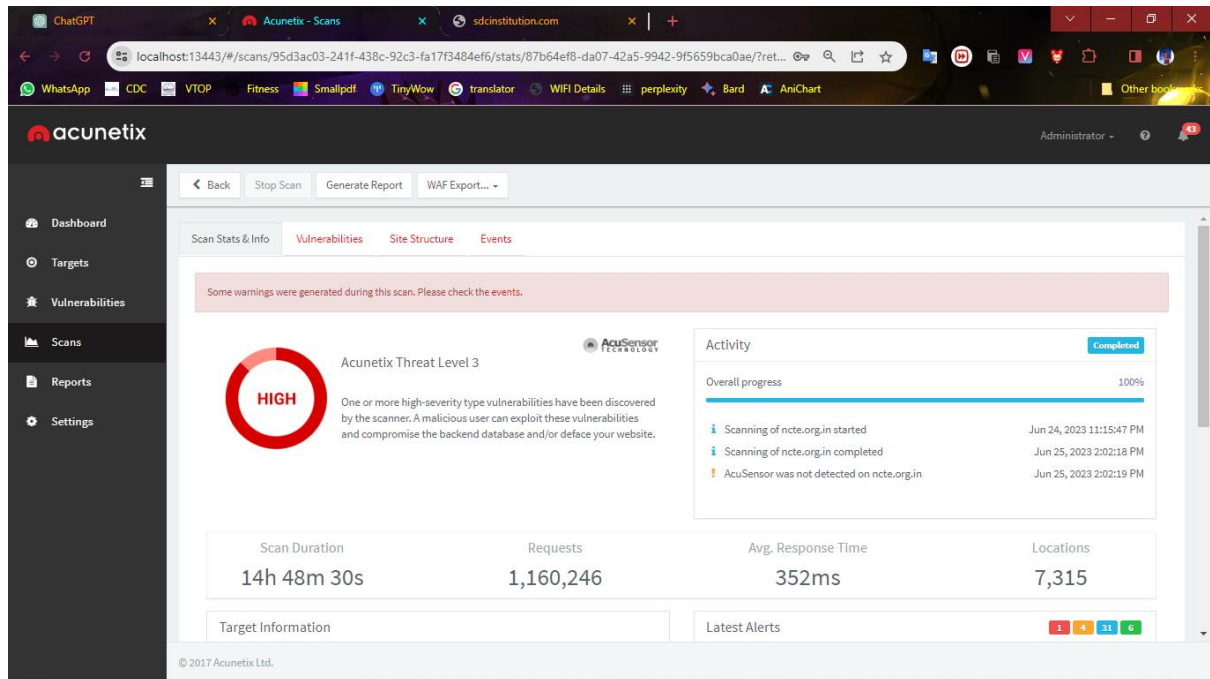 ChatGPT
Acunetix - Scans
sdcinstitution.com
localhost:13443/#/scans/95d3ac03-241f-438c-92c3-fa17f3484ef6/stats/87b64ef8-da07-42a5-9942-9f5659bca0ae/?ret...
WhatsApp CDC VTOP Fitness Smallpdf. TinyWow translator WIFI Details perplexity Bard AniChart Other bookmarks
acunetix
Administrator
43
Back Stop Scan Generate Report WAF Export...
Dashboard
Targets
Vulnerabilities
Scans
Reports
Settings
Scan Stats & Info Vulnerabilities Site Structure Events
Some warnings were generated during this scan. Please check the events.
HIGH
Acunetix Threat Level 3
AcuSensor
TECHNOLOGY
One or more high-severity type vulnerabilities have been discovered
by the scanner. A malicious user can exploit these vulnerabilities
and compromise the backend database and/or deface your website.
Activity Completed
Overall progress 100%
Scanning of ncte.org.in started Jun 24, 2023 11:15:47 PM
Scanning of ncte.org.in completed Jun 25, 2023 2:02:18 PM
AcuSensor was not detected on ncte.org.in Jun 25, 2023 2:02:19 PM
Scan Duration Requests Avg. Response Time Locations
14h 48m 30s 1,160,246 352ms 7,315
Target Information
Latest Alerts 1 4 31 6
© 2017 Acunetix Ltd.